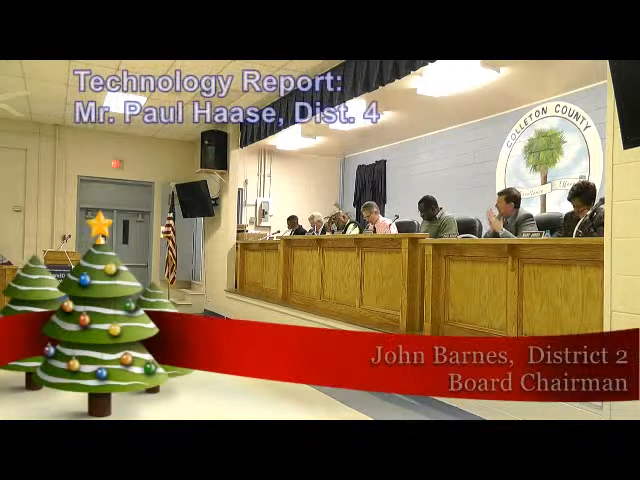 Technology Report:
Mr. Paul Haase, Dist. 4
COLLETON COUNTY
John Barnes, District 2
Board Chairman